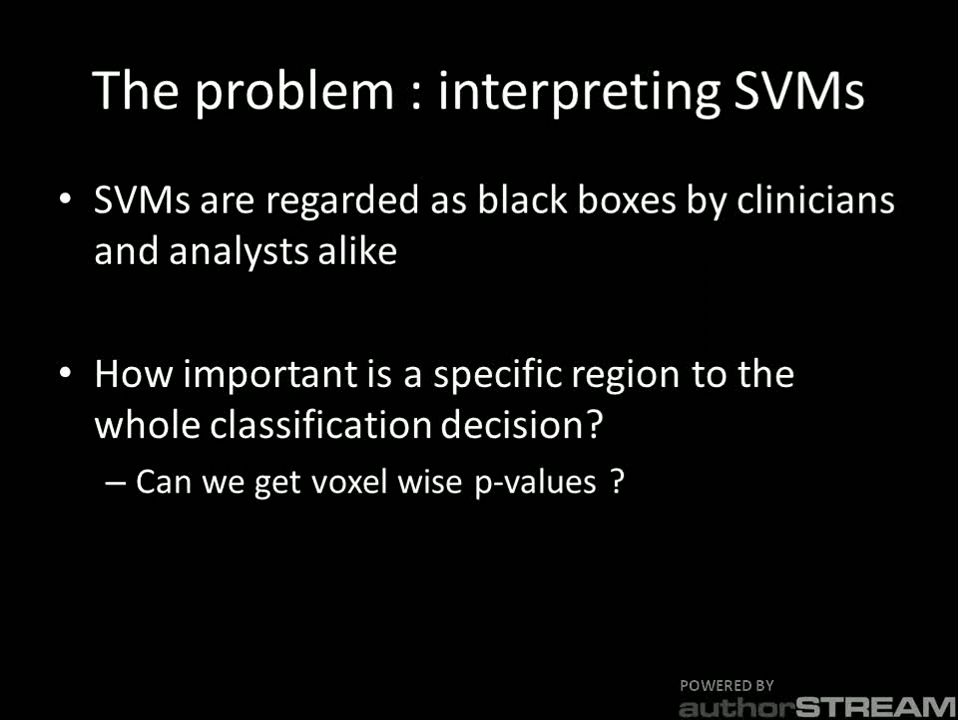 The problem : interpreting SVMs
• SVMs are regarded as black boxes by clinicians
and analysts alike
• How important is a specific region to the
whole classification decision?
– Can we get voxel wise p-values ?
POWERED BY
authorSTREAM